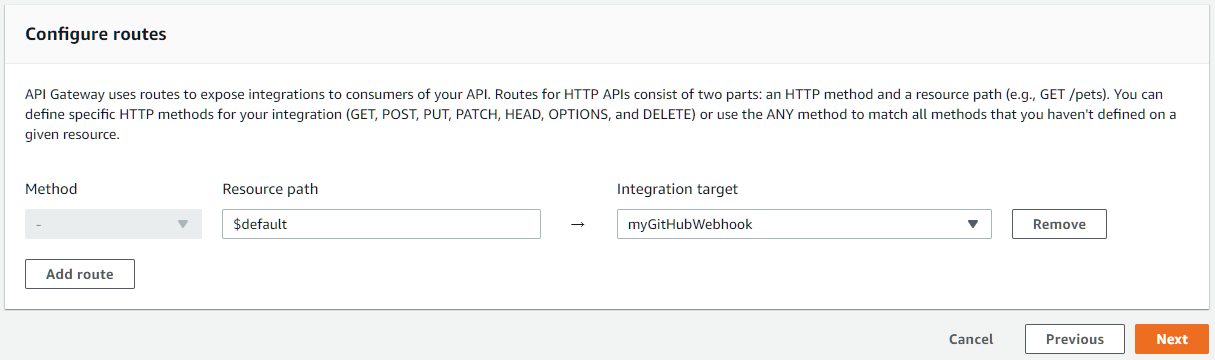 Configure routes
API Gateway uses routes to expose integrations to consumers of your API. Routes for HTTP APIs consist of two parts: an HTTP method and a resource path (e.g., GET /pets). You can
define specific HTTP methods for your integration (GET, POST, PUT, PATCH, HEAD, OPTIONS, and DELETE) or use the ANY method to match all methods that you haven't defined on a
given resource.
Method Resource path Integration target
- $default → myGitHubWebhook Remove
Add route
Cancel Previous Next